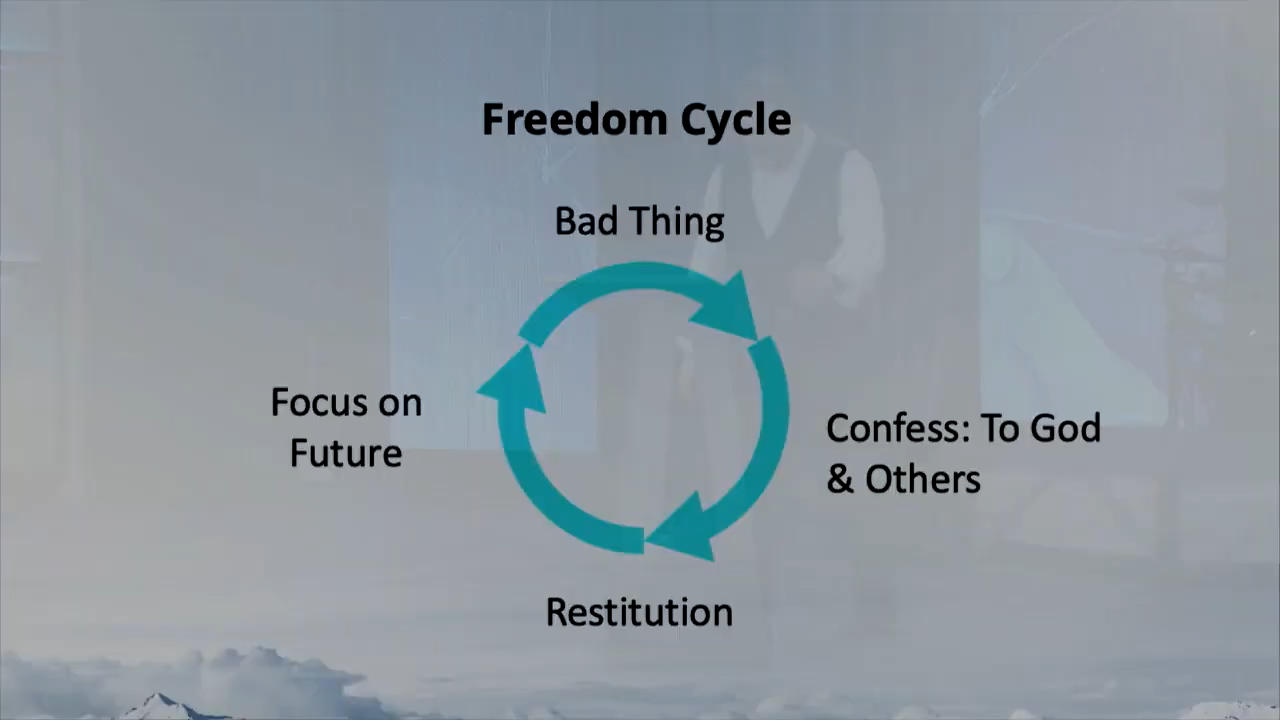 Freedom Cycle
Bad Thing
Confess: To God
& Others
Restitution
Focus on
Future